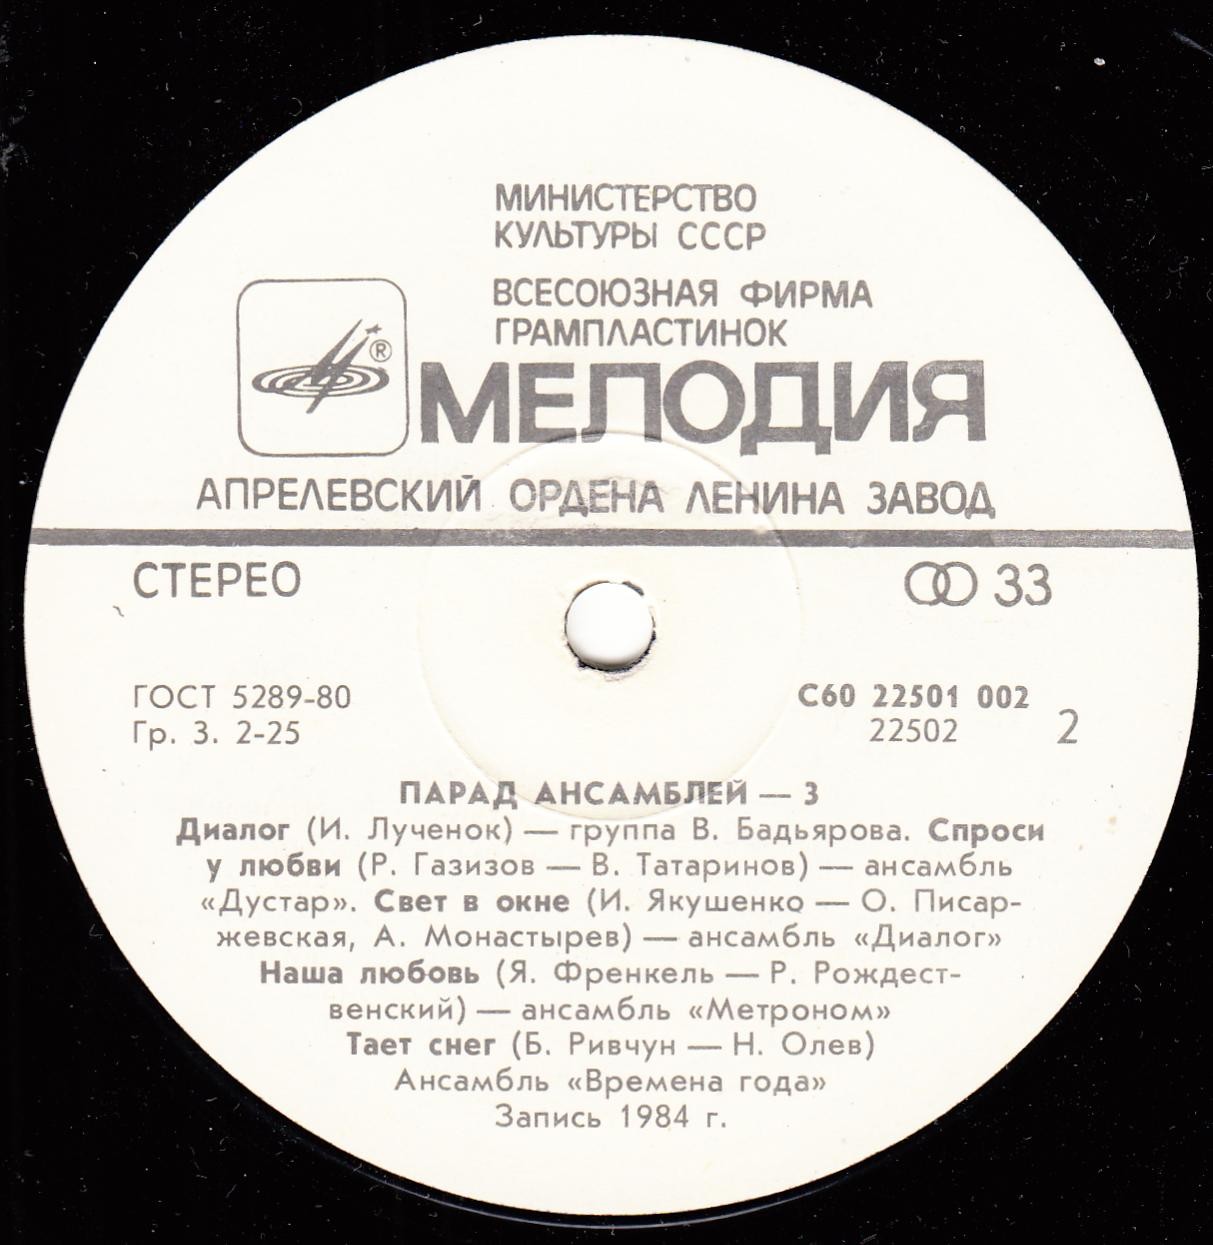 МИНИСТЕРСТВО
КУЛЬТУРЫ СССР
ВСЕСОЮЗНАЯ ФИРМА
ГРАМПЛАСТИНОК
®
МЕЛОДИЯ
АПРЕЛЕВСКИЙ ОРДЕНА ЛЕНИНА ЗАВОД
СТЕРЕО
33
ГОСТ 5289-80
Гр. 3. 2-25
С60 22501 002
22502
2
ПАРАД АНСАМБЛЕЙ — 3
Диалог (И. Лученок) — группа В. Бадьярова. Спроси
у любви (Р. Газизов — В. Татаринов) — ансамбль
«Дустар». Свет в окне (И. Якушенко — О. Писар-
жевская, А. Монастырев) — ансамбль «Диалог»
Наша любовь (Я. Френкель — Р. Рождест-
венский) — ансамбль «Метроном»
Тает снег (Б. Ривчун — Н. Олев)
Ансамбль «Времена года»
Запись 1984 г.